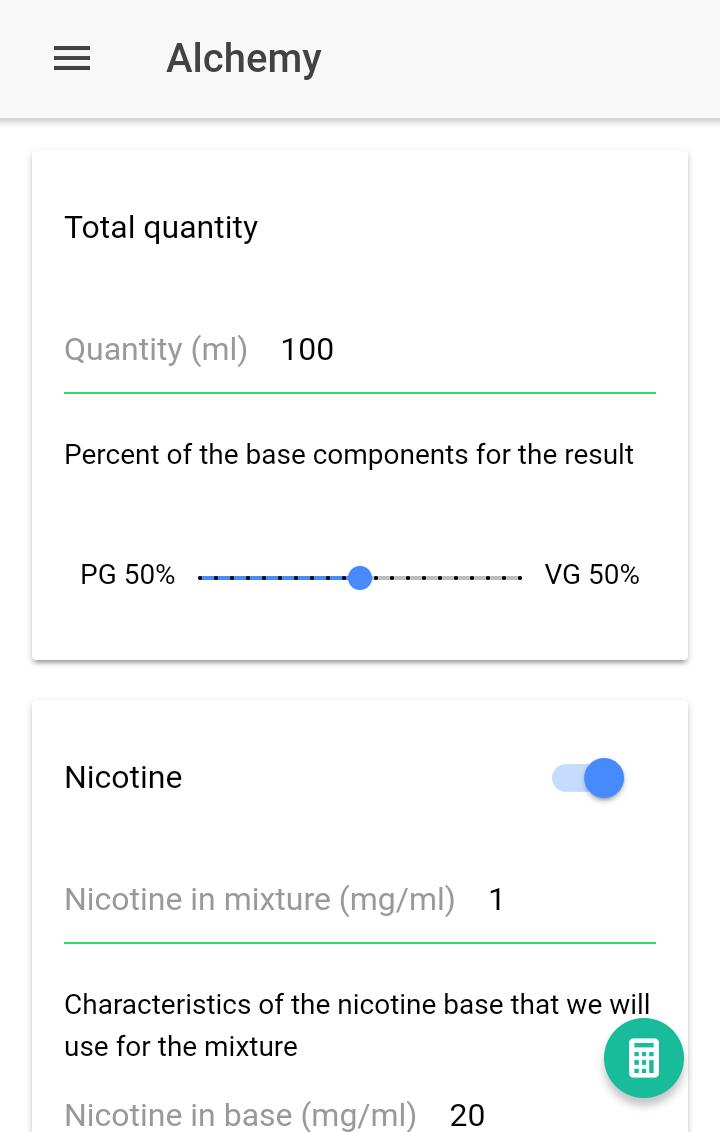 Alchemy
Total quantity
Quantity (ml) 100
Percent of the base components for the result
PG 50% VG 50%
Nicotine
Nicotine in mixture (mg/ml) 1
Characteristics of the nicotine base that we will
use for the mixture
Nicotine in base (mg/ml) 20